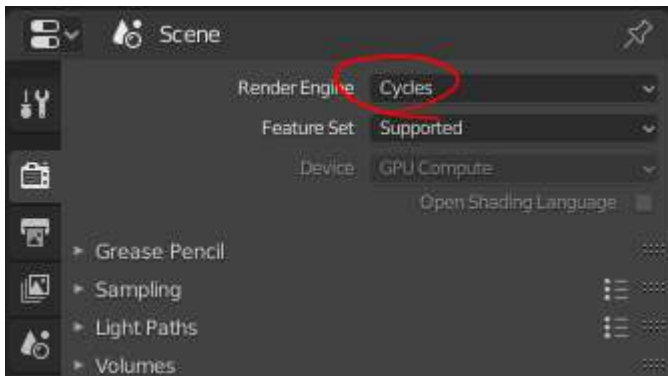 Scene
Render Engine Cycles
Feature Set Supported
Device GPU Compute
Open Shading Language
Grease Pencil
Sampling
Light Paths
Volumes